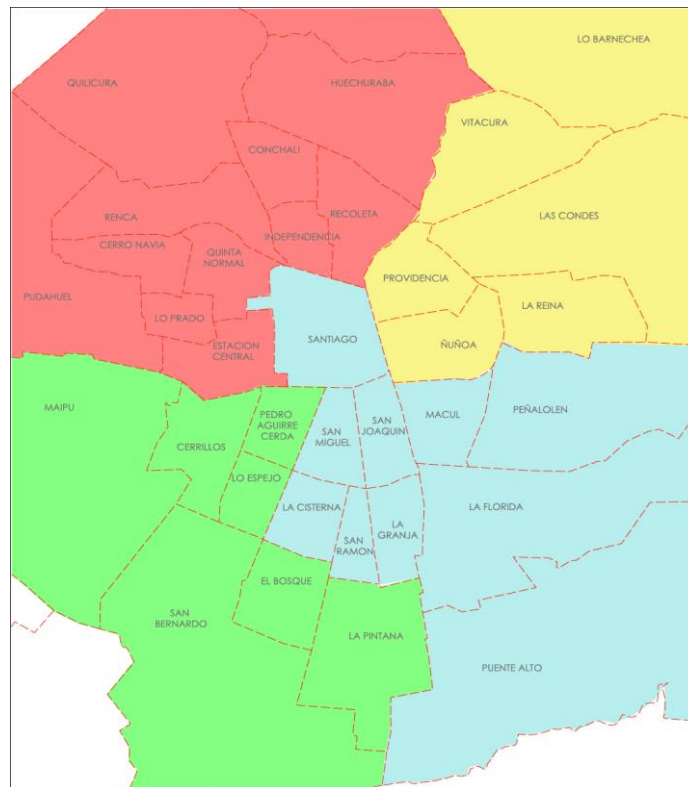 LO BARNECHEA
QUILICURA
HUECHURABA
VITACURA
CONCHALI
LAS CONDES
RENCA
RECOLETA
INDEPENDENCIA
CERRO NAVIA
QUINTA
NORMAL
PROVIDENCIA
PUDAHUEL
LA REINA
LO PRADO
SANTIAGO
ÑUÑOA
ESTACION
CENTRAL
MAIPU
PEDRO
AGUIRRE
CERDA
SAN
JOAQUIN
MACUL
PEÑALOLEN
SAN
MIGUEL
CERRILLOS
LO ESPEJO
LA CISTERNA
LA FLORIDA
LA
GRANJA
SAN
RAMON
EL BOSQUE
SAN
BERNARDO
LA PINTANA
PUENTE ALTO